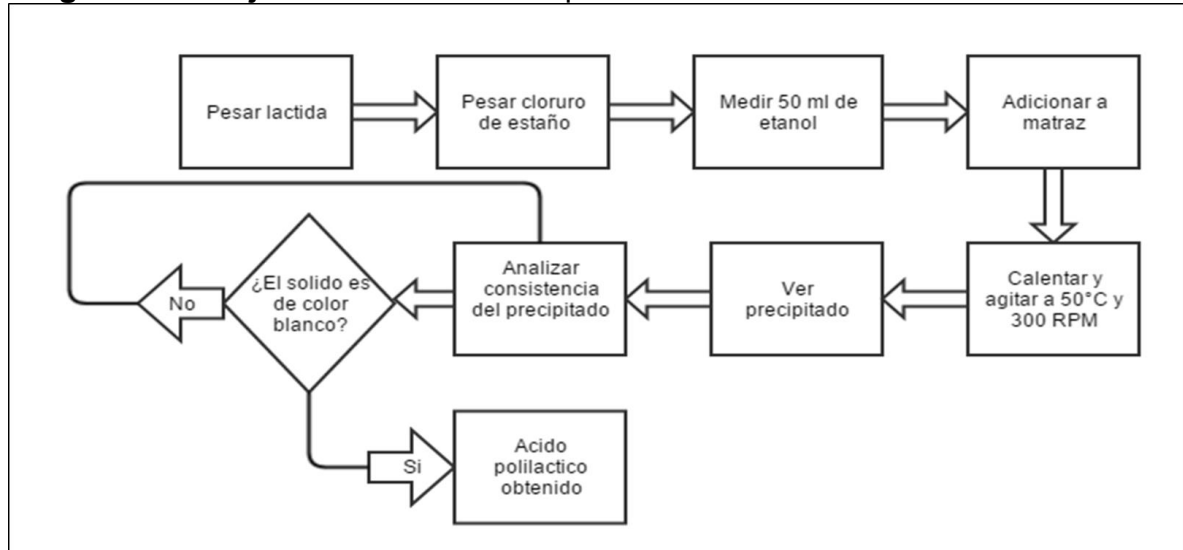 Pesar lactida
Pesar cloruro
de estaño
Medir 50 ml de
etanol
Adicionar a
matraz
Calentar y
agitar a 50°C y
300 RPM
Ver
precipitado
Analizar
consistencia
del precipitado
¿El solido es
de color
blanco?
No
Si
Acido
polilactico
obtenido